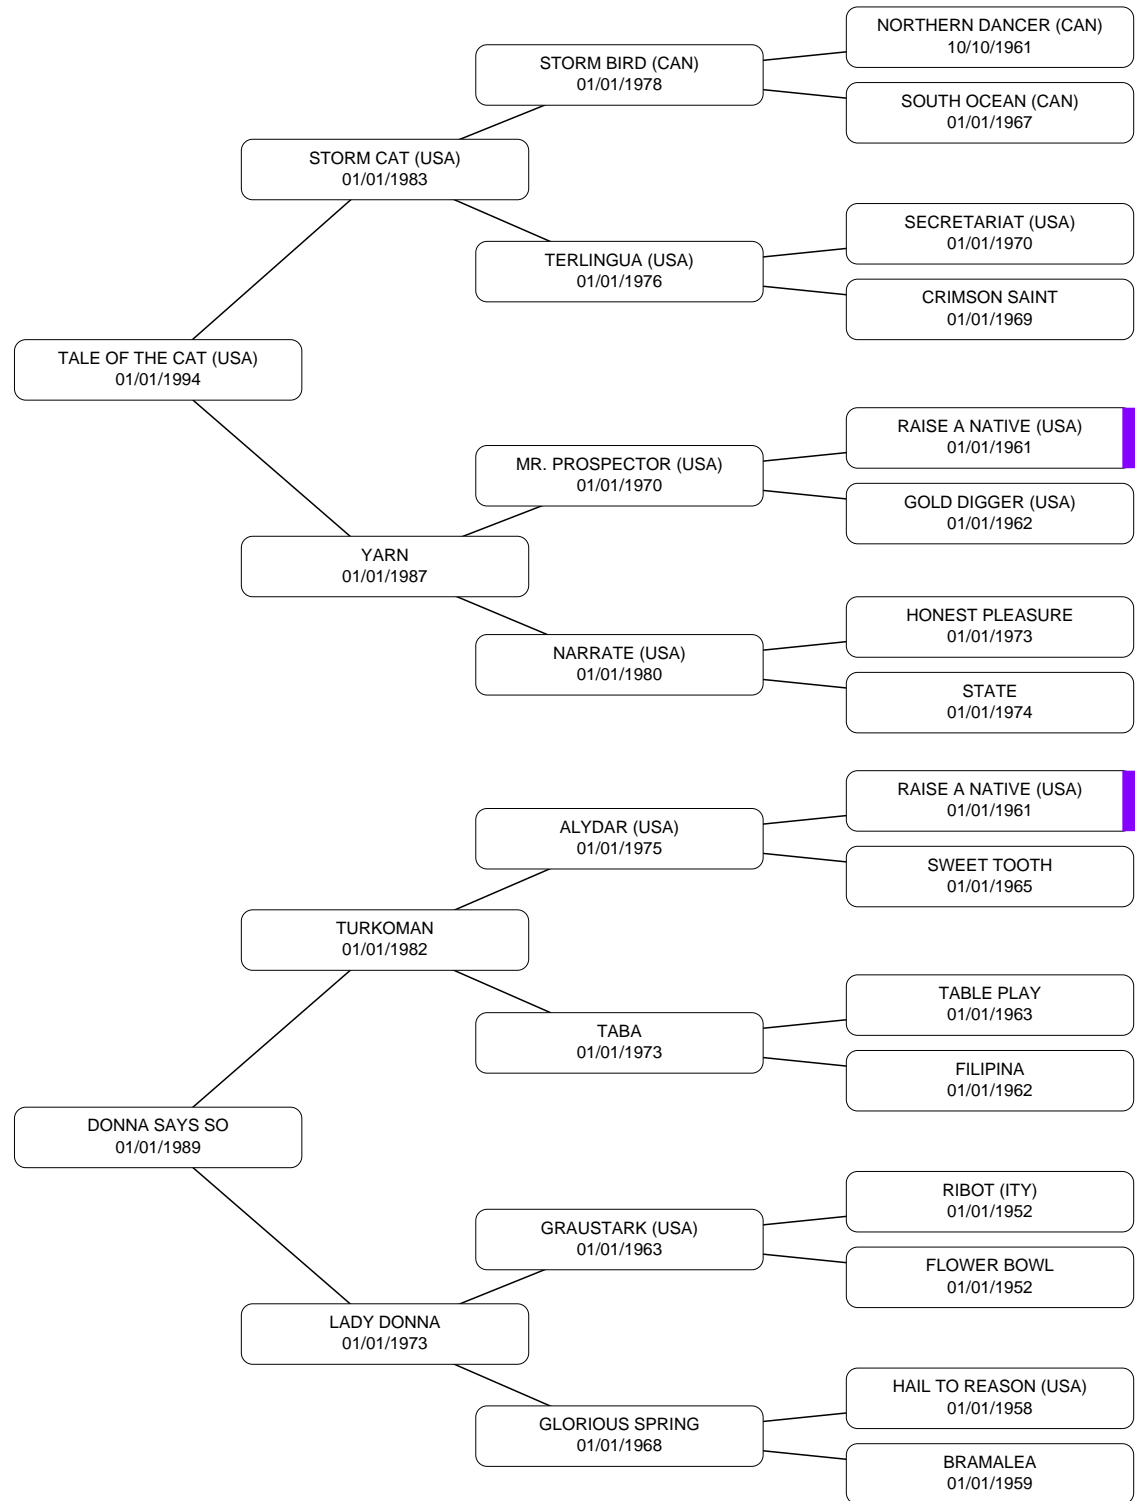 NORTHERN DANCER (CAN)
10/10/1961
STORM BIRD (CAN)
01/01/1978
SOUTH OCEAN (CAN)
01/01/1967
STORM CAT (USA)
01/01/1983
SECRETARIAT (USA)
01/01/1970
TERLINGUA (USA)
01/01/1976
CRIMSON SAINT
01/01/1969
TALE OF THE CAT (USA)
01/01/1994
RAISE A NATIVE (USA)
01/01/1961
MR. PROSPECTOR (USA)
01/01/1970
GOLD DIGGER (USA)
01/01/1962
YARN
01/01/1987
HONEST PLEASURE
01/01/1973
NARRATE (USA)
01/01/1980
STATE
01/01/1974
RAISE A NATIVE (USA)
01/01/1961
ALYDAR (USA)
01/01/1975
SWEET TOOTH
01/01/1965
TURKOMAN
01/01/1982
TABLE PLAY
01/01/1963
TABA
01/01/1973
FILIPINA
01/01/1962
DONNA SAYS SO
01/01/1989
RIBOT (ITY)
01/01/1952
GRAUSTARK (USA)
01/01/1963
FLOWER BOWL
01/01/1952
LADY DONNA
01/01/1973
HAIL TO REASON (USA)
01/01/1958
GLORIOUS SPRING
01/01/1968
BRAMALEA
01/01/1959